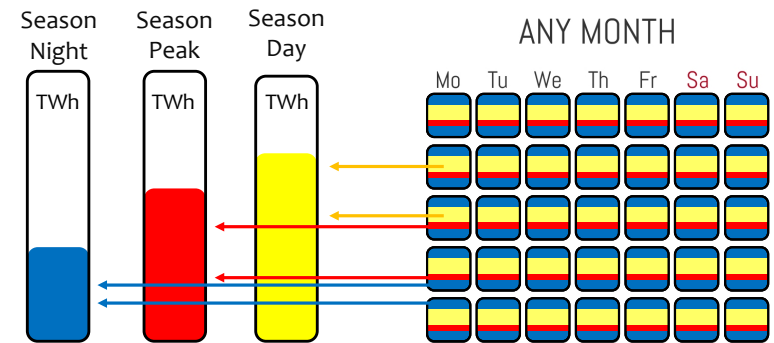 Season
Night
Season
Peak
Season
Day
TWh
TWh
TWh
ANY MONTH
Mo Tu We Th Fr Sa Su